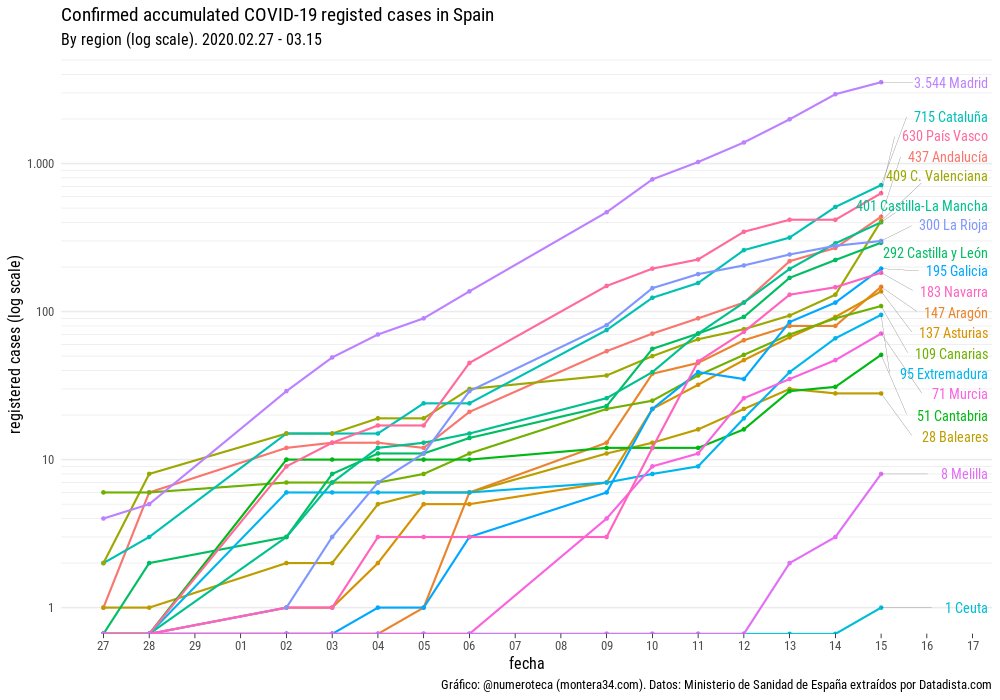 Confirmed accumulated COVID-19 registed cases in Spain
By region (log scale). 2020.02.27 - 03.15
registered cases (log scale)
1.000
100
10
1
3.544 Madrid
715 Cataluña
630 País Vasco
437 Andalucía
409 C. Valenciana
401 Castilla-La Mancha
300 La Rioja
292 Castilla y León
195 Galicia
183 Navarra
147 Aragón
137 Asturias
109 Canarias
95 Extremadura
71 Murcia
51 Cantabria
28 Baleares
8 Melilla
1 Ceuta
27 28 29 01 02 03 04 05 06 07 08 09 10 11 12 13 14 15 16 17
fecha
Gráfico: @numeroteca (montera34.com). Datos: Ministerio de Sanidad de España extraídos por Datadista.com